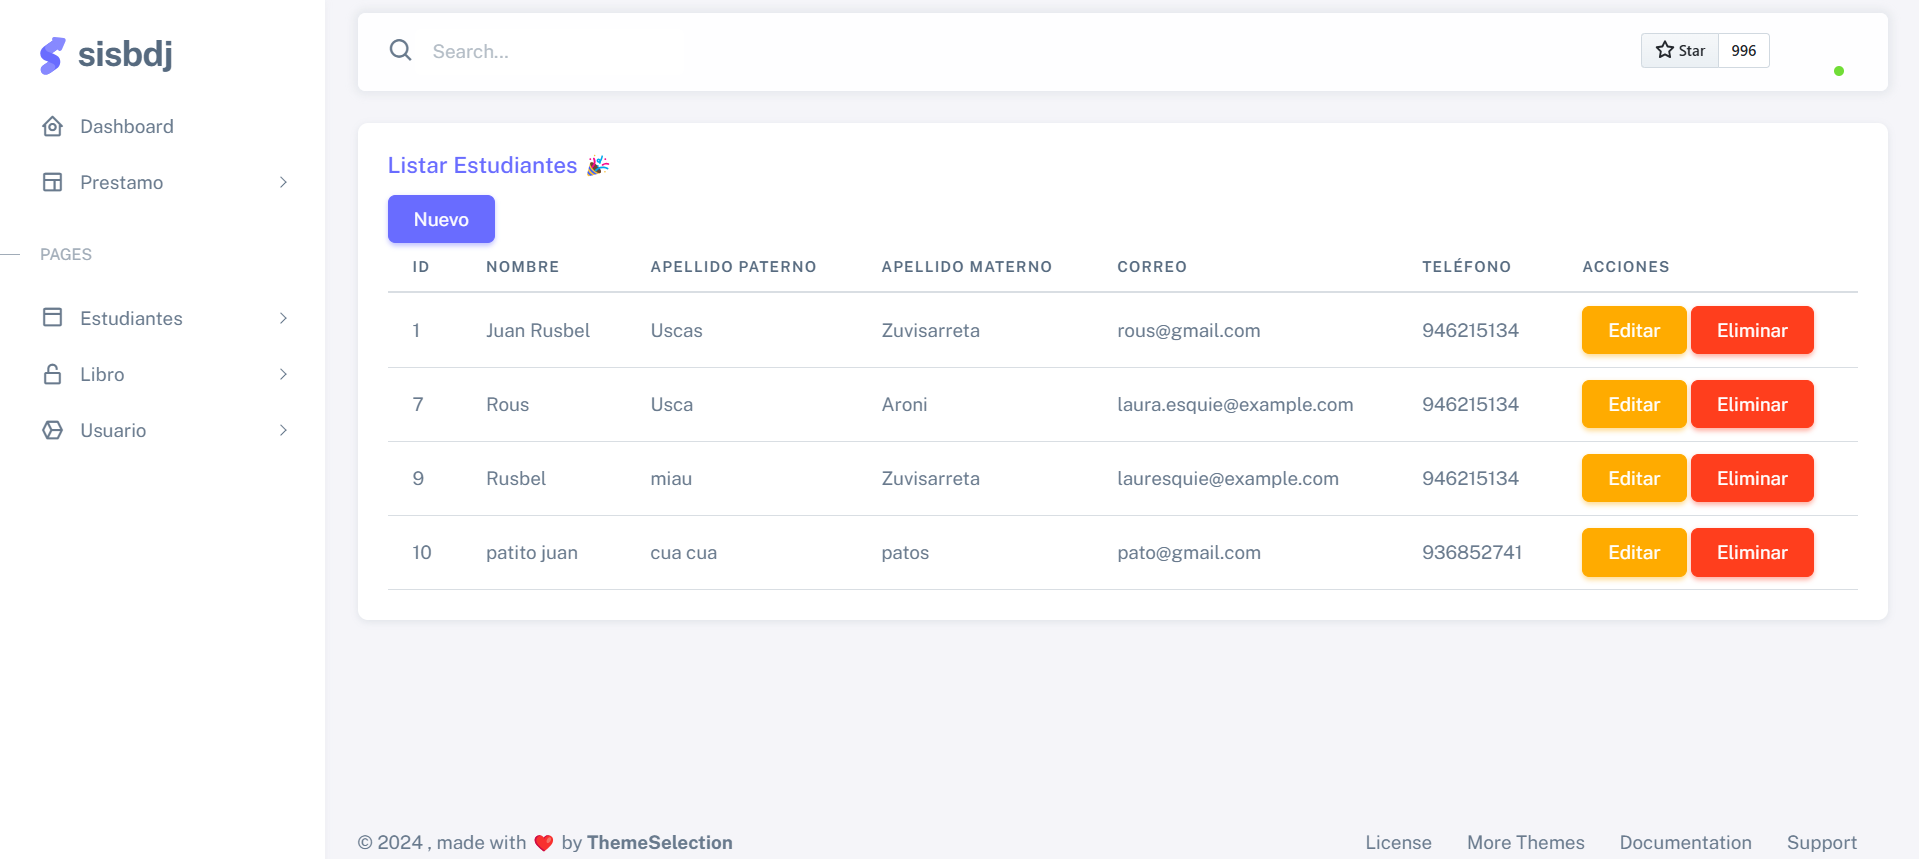 sisbdj
Dashboard
Prestamo
PAGES
Estudiantes
Libro
Usuario
Search...
Star 996
Listar Estudiantes 🎉
Nuevo
ID NOMBRE APELLIDO PATERNO APELLIDO MATERNO CORREO TELÉFONO ACCIONES
1 Juan Rusbel Uscas Zuvisarreta rous@gmail.com 946215134 Editar Eliminar
7 Rous Usca Aroni laura.esquie@example.com 946215134 Editar Eliminar
9 Rusbel miau Zuvisarreta lauresquie@example.com 946215134 Editar Eliminar
10 patito juan cua cua patos pato@gmail.com 936852741 Editar Eliminar
© 2024 , made with ❤️ by ThemeSelection
License More Themes Documentation Support